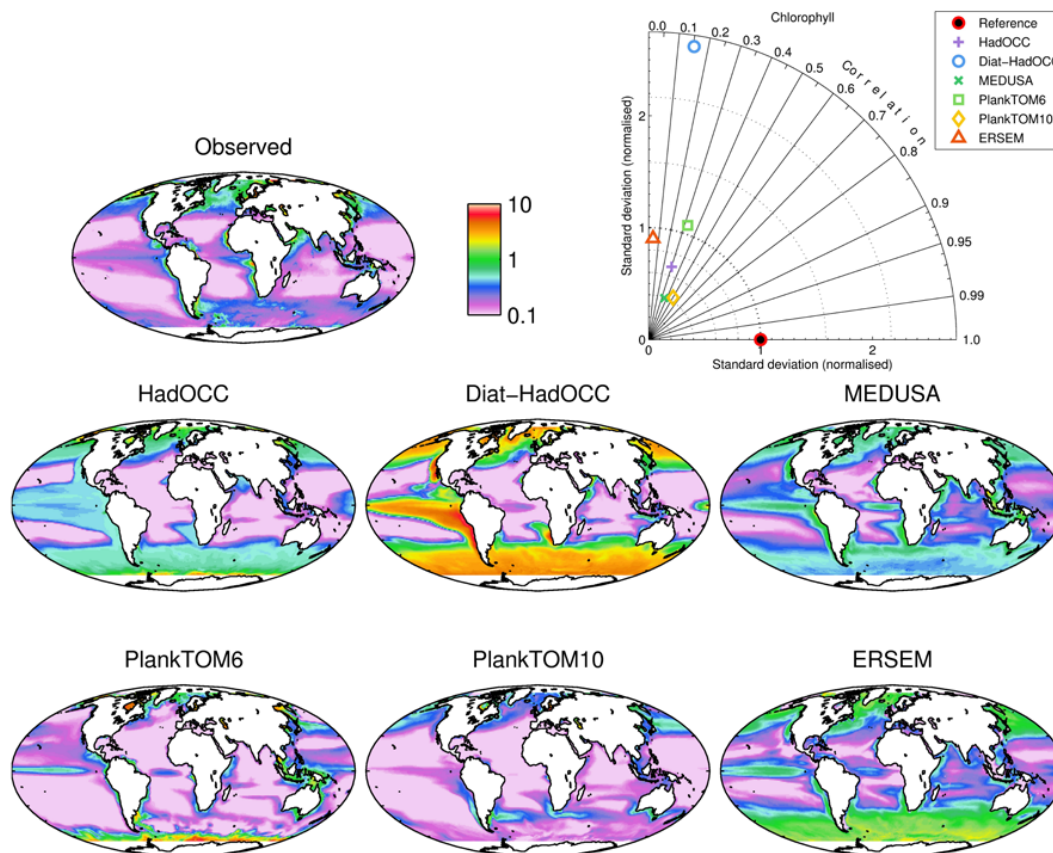 Chlorophyll
0.0 0.1 0.2 0.3 0.4 0.5 0.6 0.7 0.8 0.9 0.95 0.99 1.0
Correlation
Standard deviation (normalised)
2
1
0
0 1 2
Standard deviation (normalised)
Reference
HadOCC
Diat-HadOCC
MEDUSA
PlankTOM6
PlankTOM10
ERSEM
Observed
10
1
0.1
HadOCC Diat-HadOCC MEDUSA
PlankTOM6 PlankTOM10 ERSEM